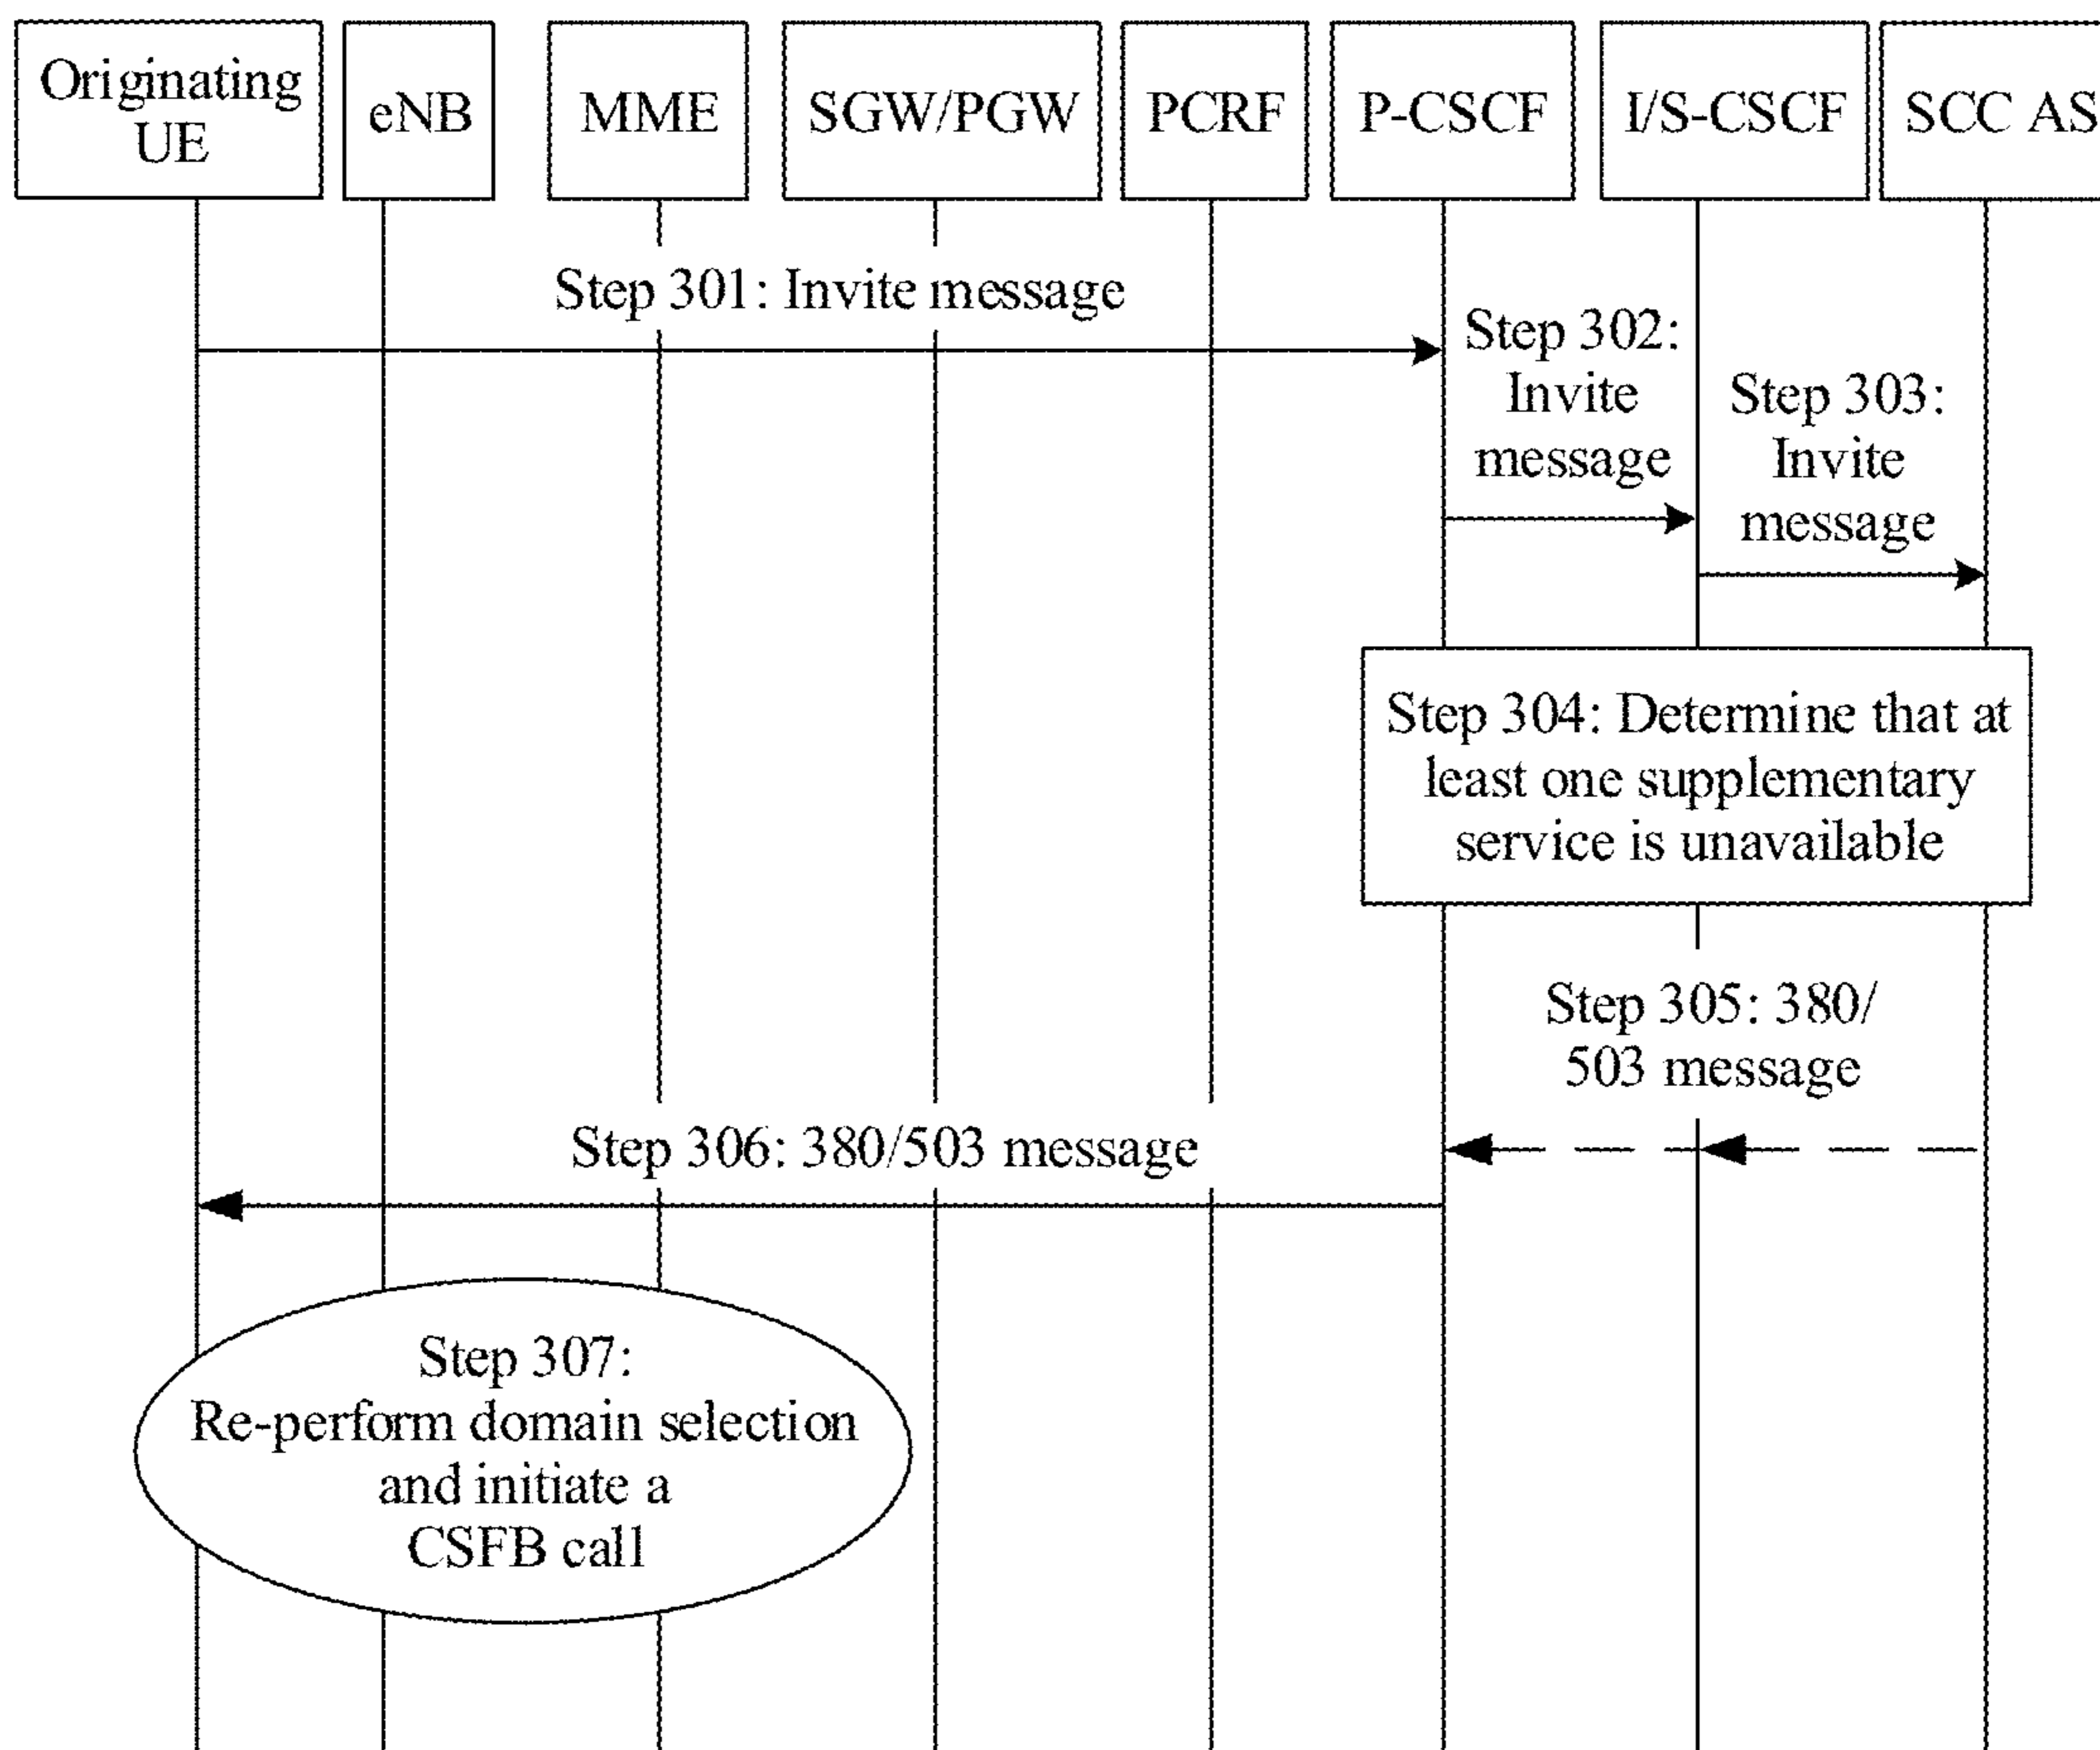 Originating
UE
eNB
MME
SGW/PGW
PCRF
P-CSCF
I/S-CSCF
SCC AS
Step 301: Invite message
Step 302:
Invite
message
Step 303:
Invite
message
Step 304: Determine that at
least one supplementary
service is unavailable
Step 305: 380/
503 message
Step 306: 380/503 message
Step 307:
Re-perform domain selection
and initiate a
CSFB call